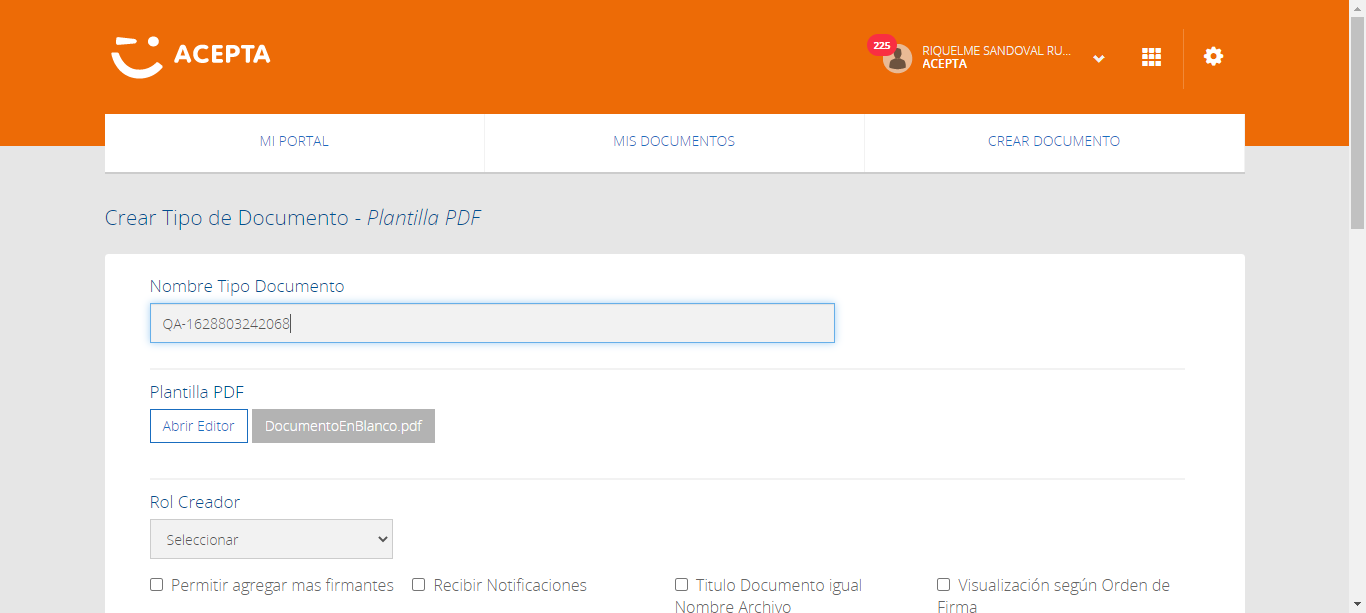 ACEPTA
225
RIQUELME SANDOVAL RU...
ACEPTA
MI PORTAL
MIS DOCUMENTOS
CREAR DOCUMENTO
Crear Tipo de Documento - Plantilla PDF
Nombre Tipo Documento
QA-1628803242068
Plantilla PDF
Abrir Editor
DocumentoEnBlanco.pdf
Rol Creador
Seleccionar
Permitir agregar mas firmantes
Recibir Notificaciones
Titulo Documento igual
Nombre Archivo
Visualización según Orden de
Firma